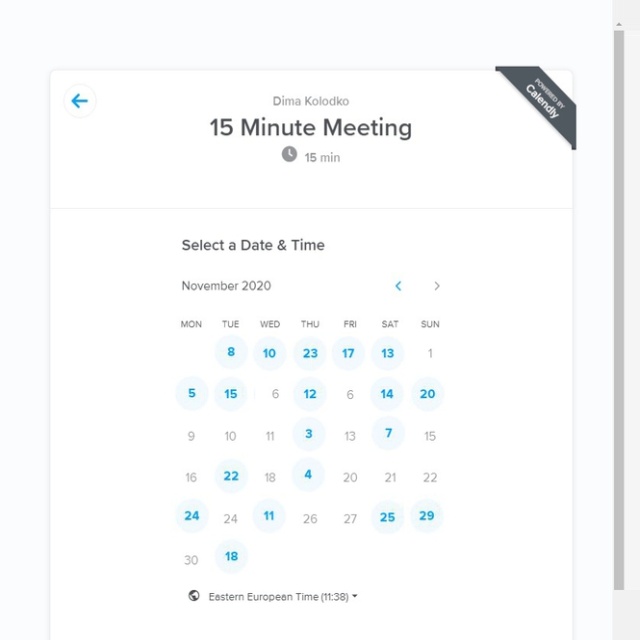 POWERED BY
Calendly
Dima Kolodko
15 Minute Meeting
15 min
Select a Date & Time
November 2020
MON TUE WED THU FRI SAT SUN
8 10 23 17 13 1
5 15 6 12 6 14 20
9 10 11 3 13 7 15
16 22 18 4 20 21 22
24 24 11 26 27 25 29
30 18
Eastern European Time (11:38)